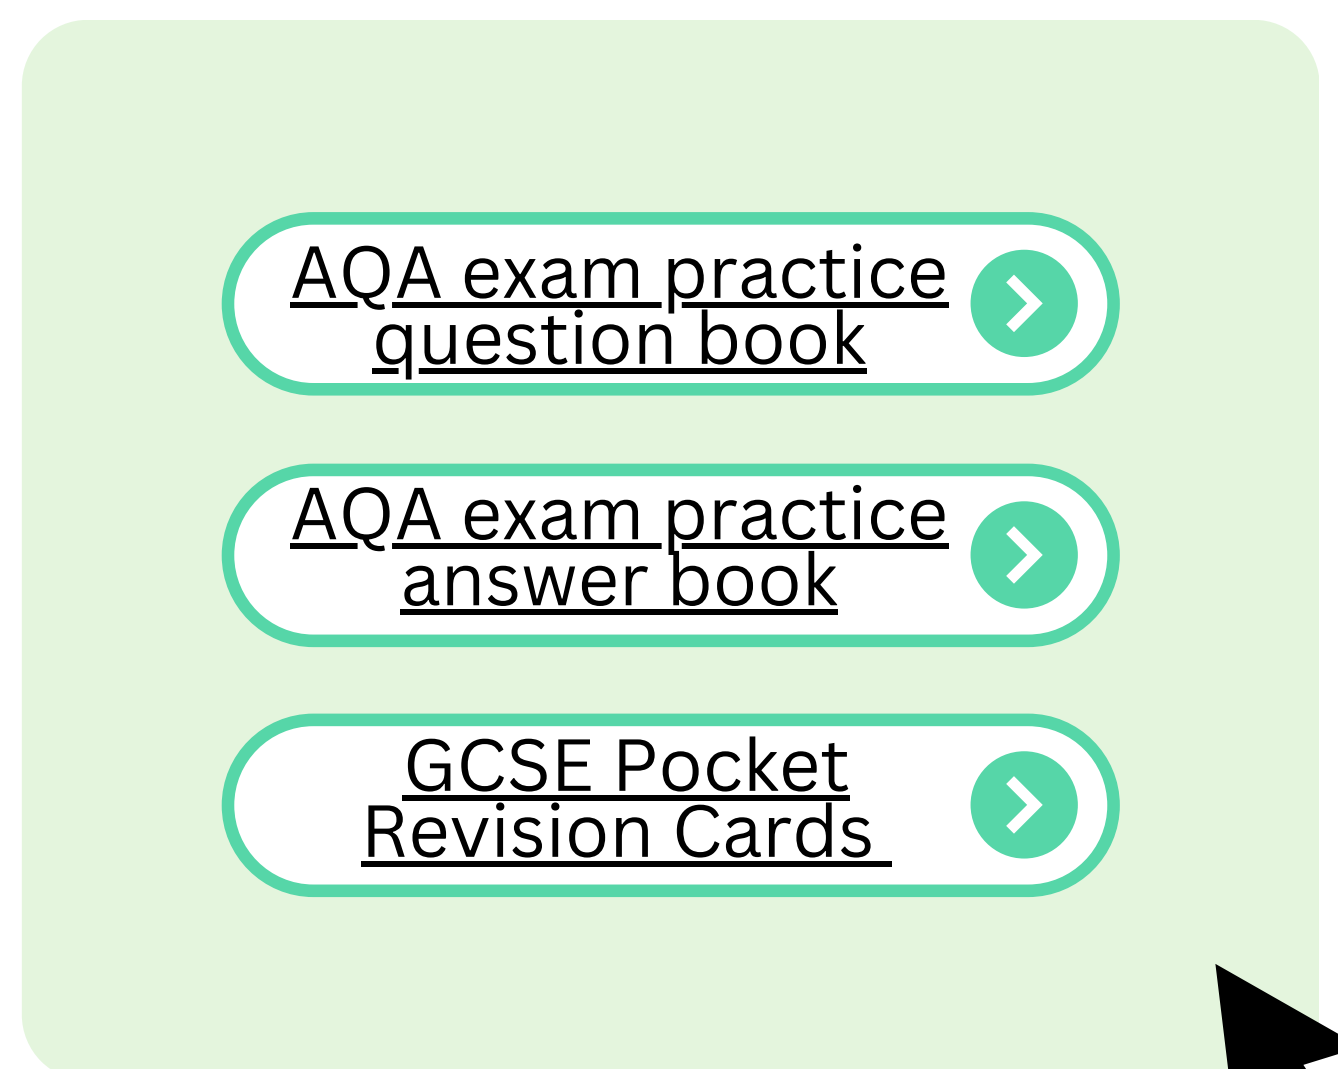 AQA exam practice
question book
AQA exam practice
answer book
GCSE Pocket
Revision Cards